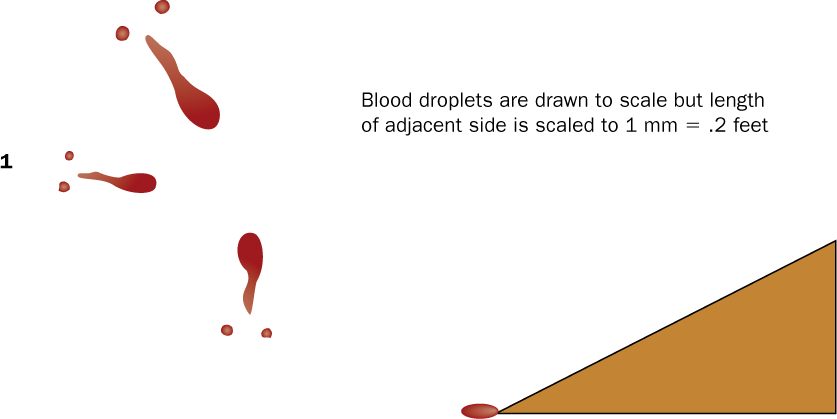 Blood droplets are drawn to scale but length
of adjacent side is scaled to 1 mm = .2 feet
1